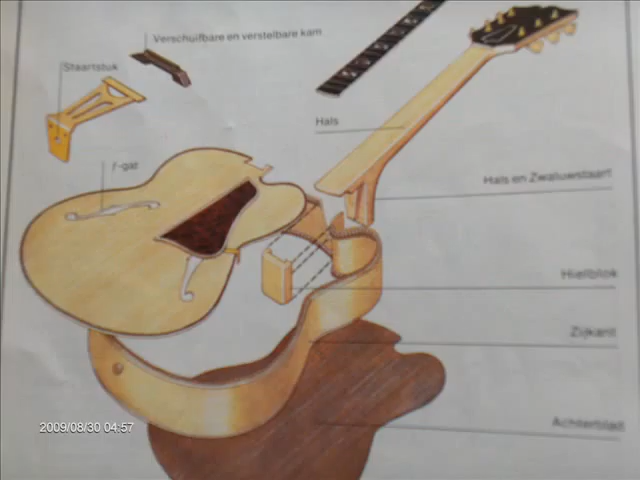 Verschuifbare en verstelbare kam
Staartstuk
Hals
f-gat
Hals en Zwaluwstaart
Hielblok
Zijkant
Achterblad
2009/08/30 04:57